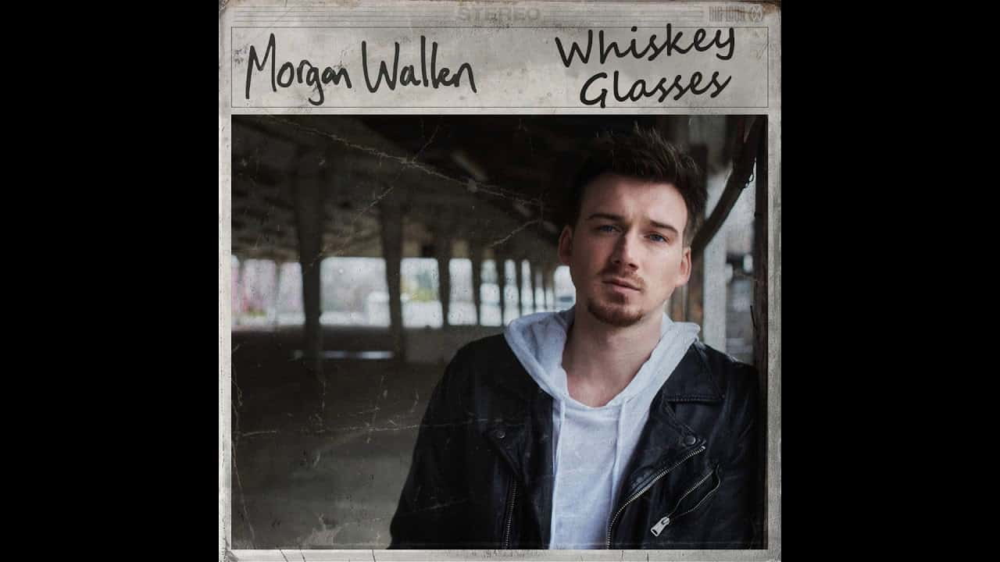 STEREO
BIG LOUD
Morgan Wallen
Whiskey
Glasses